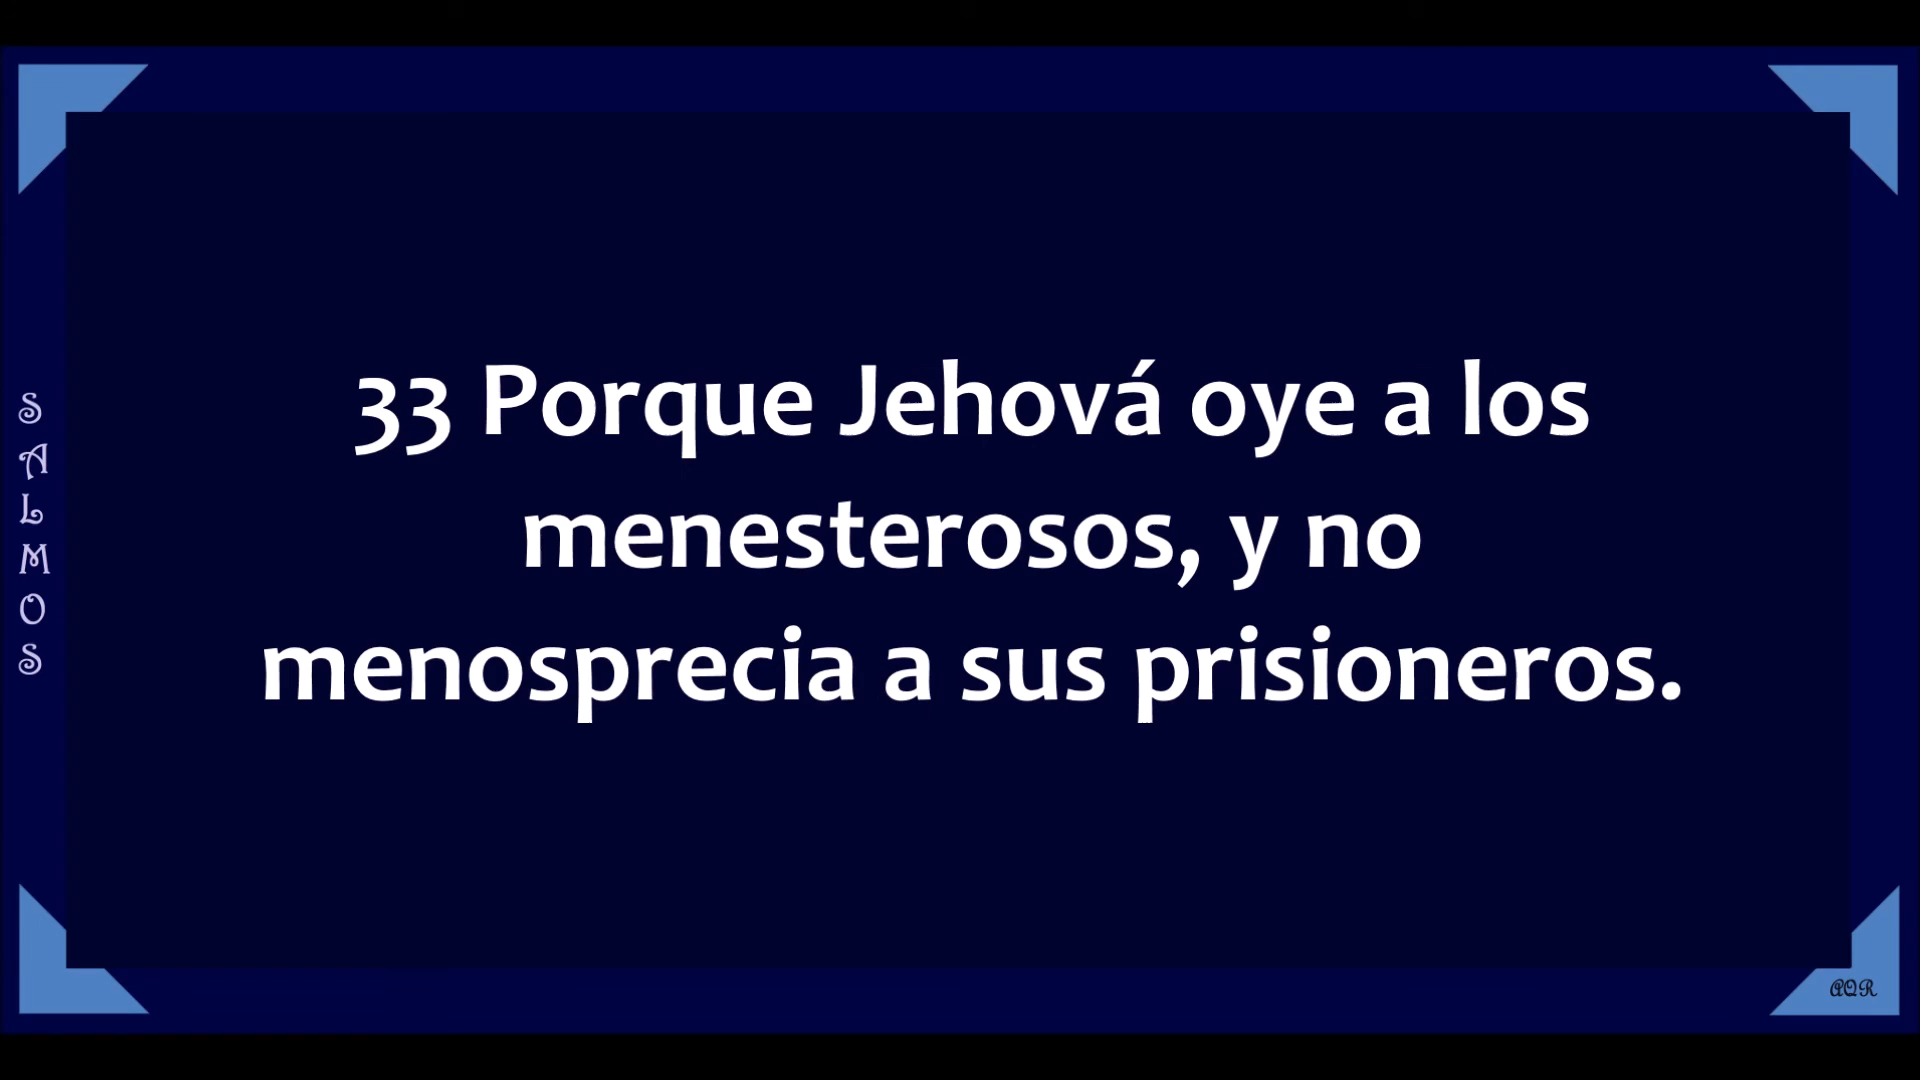 SALMOS
33 Porque Jehová oye a los
menesterosos, y no
menosprecia a sus prisioneros.
AQR